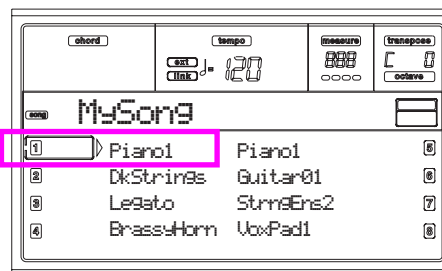 chord tempo measure transpose
ext
link ♩= 120 888 C 0
octave
song MySong
1 Piano1 Piano1 5
2 DkStrings Guitar01 6
3 Legato StrngEns2 7
4 BrassyHorn VoxPad1 8